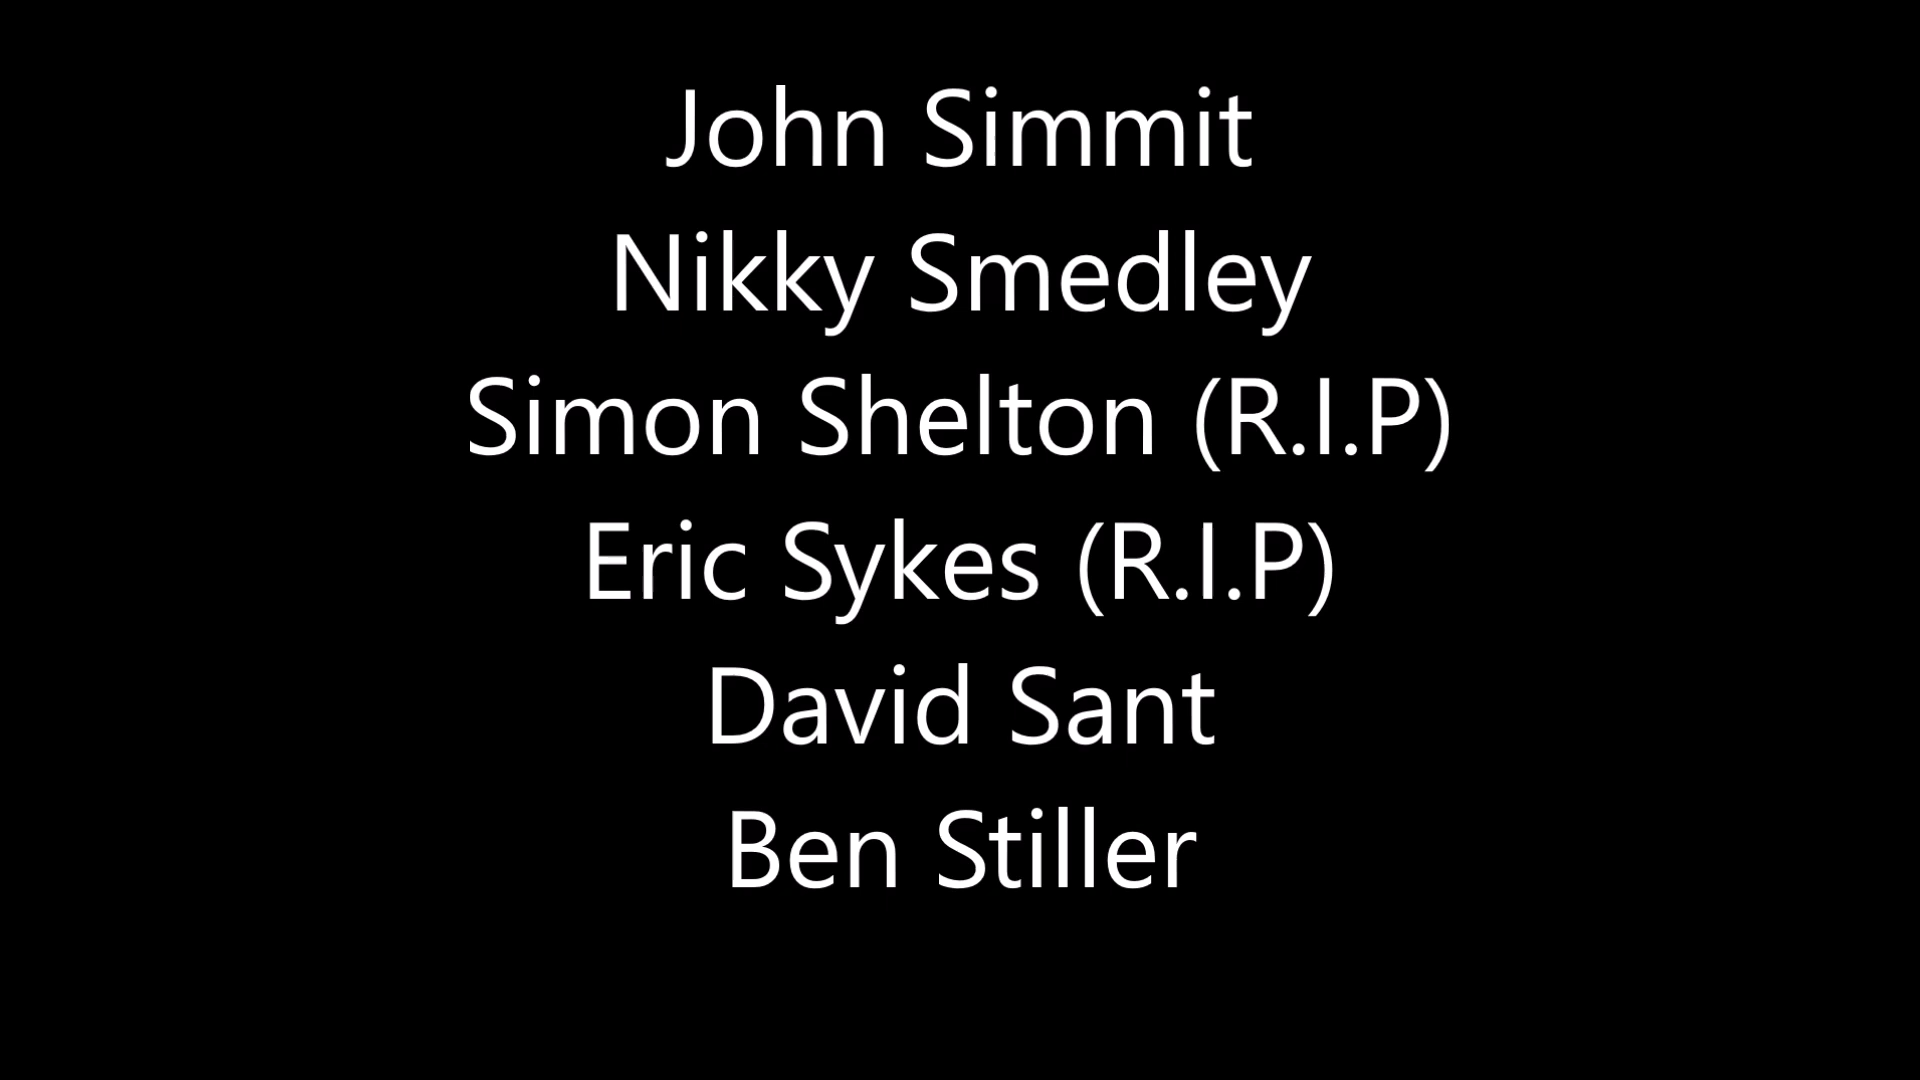 John Simmit
Nikky Smedley
Simon Shelton (R.I.P)
Eric Sykes (R.I.P)
David Sant
Ben Stiller